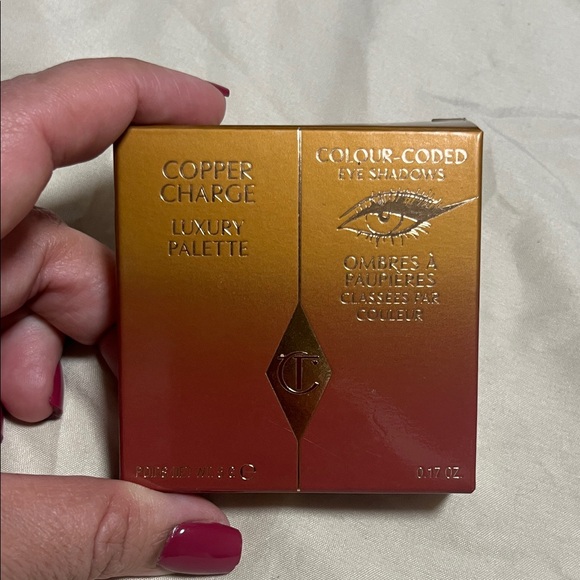 COPPER
CHARGE
LUXURY
PALETTE
COLOUR-CODED
EYE SHADOWS
OMBRES À
PAUPIÈRES
CLASSÉES PAR
COULEUR
CT
0.17 OZ.